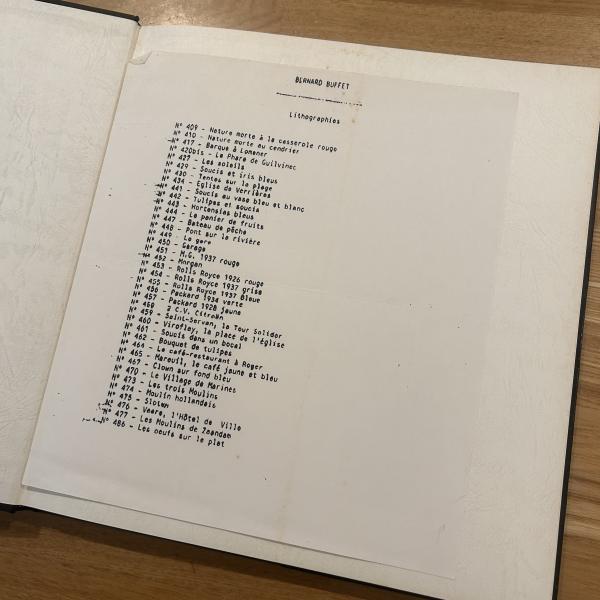 BERNARD BUFFET
Lithographies
N° 409 - Nature morte à la casserole rouge
N° 410 - Nature morte au cendrier
N° 417 - Barque à Lomener
N° 420bis - Le Phare de Guilvinec
N° 427 - Les soleils
N° 429 - Soucis et iris bleus
N° 430 - Tentes sur la plage
N° 434 - Eglise de Verrières
N° 441 - Soucis au vase bleu et blanc
N° 442 - Tulipes et soucis
N° 443 - Hortensias bleus
N° 444 - Le panier de fruits
N° 447 - Bateau de pêche
N° 448 - Pont sur la rivière
N° 449 - La gare
N° 450 - Garage
N° 451 - M.G. 1937 rouge
N° 452 - Morgan
N° 453 - Rolls Royce 1926 rouge
N° 454 - Rolls Royce 1937 grise
N° 455 - Rolls Royce 1937 Bleue
N° 456 - Packard 1934 verte
N° 457 - Packard 1928 jaune
N° 458 - C.V. Citroën
N° 459 - Saint-Servan, la Tour Solidor
N° 460 - Viroflay, la place de l'Église
N° 461 - Soucis dans un bocal
N° 462 - Bouquet de tulipes
N° 464 - Le café-restaurant à Roger
N° 465 - Mareuil, le café jaune et bleu
N° 467 - Clown sur fond bleu
N° 470 - Le Village de Marines
N° 473 - Les trois Moulins
N° 474 - Moulin hollandais
N° 475 - Sloten
N° 476 - Veere, l'Hôtel de Ville
N° 477 - Les Moulins de Zaandam
N° 486 - Les oeufs sur le plat